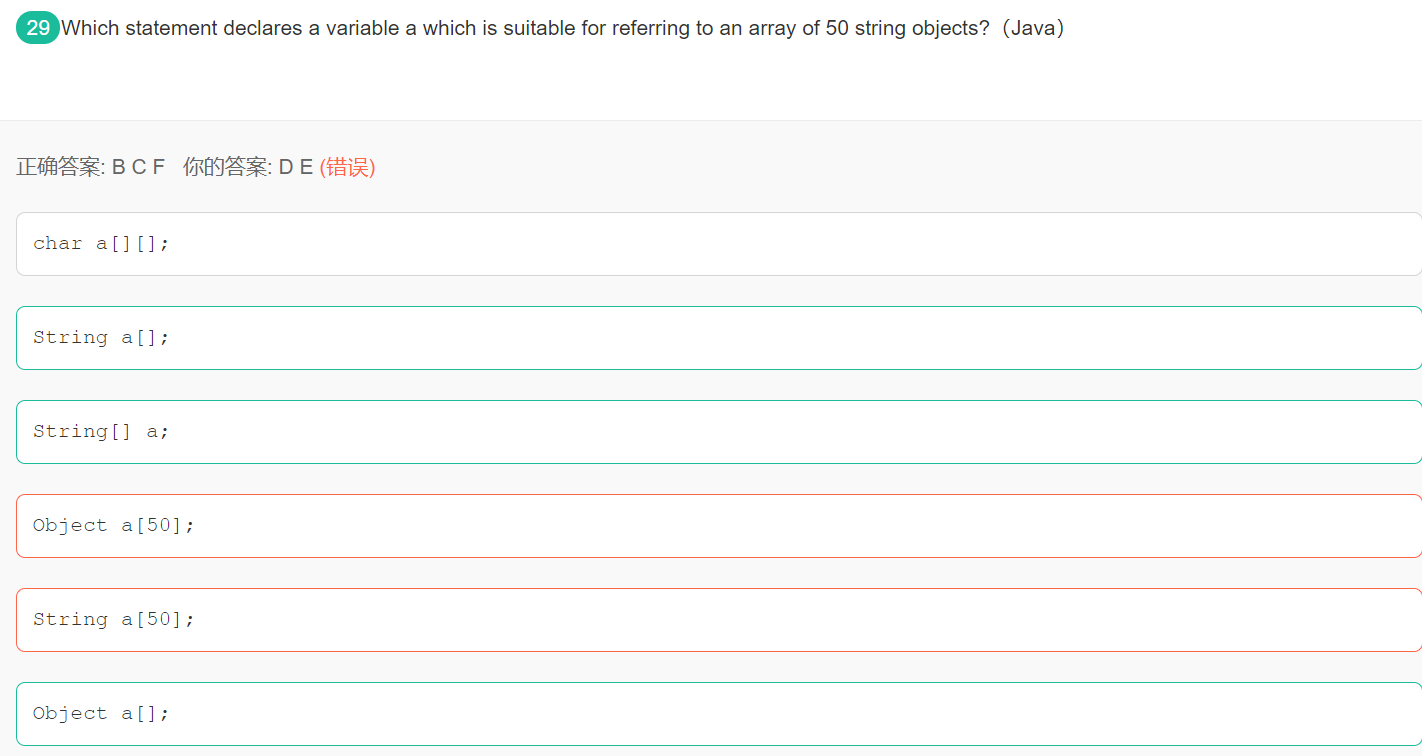 29 Which statement declares a variable a which is suitable for referring to an array of 50 string objects?（Java）
正确答案: B C F 你的答案: D E (错误)
char a[][];
String a[];
String[] a;
Object a[50];
String a[50];
Object a[];